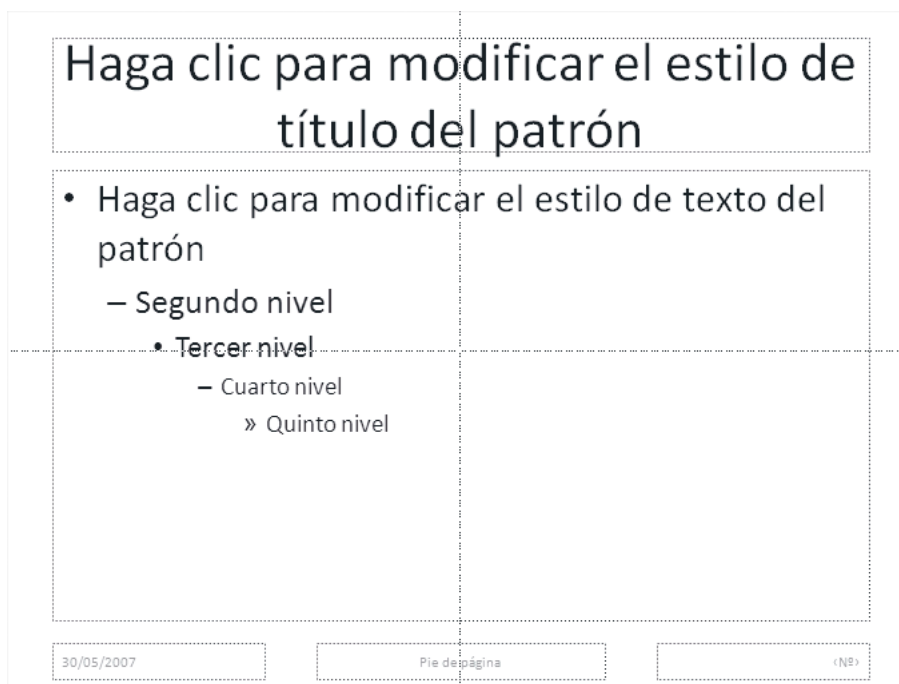 Haga clic para modificar el estilo de
título del patrón
• Haga clic para modificar el estilo de texto del
patrón
– Segundo nivel
• Tercer nivel
– Cuarto nivel
» Quinto nivel
30/05/2007
Pie de página
‹Nº›